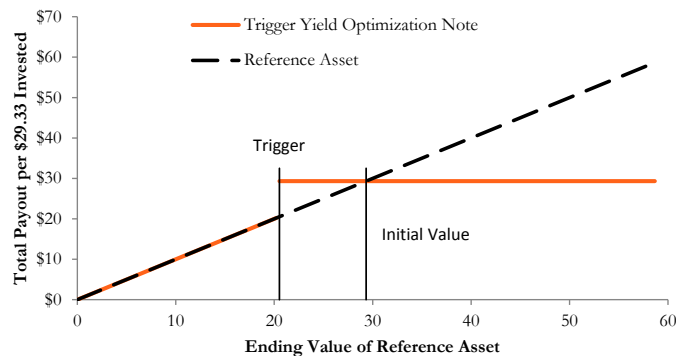 Trigger Yield Optimization Note
Reference Asset
Total Payout per $29.33 Invested
$70
$60
$50
$40
$30
$20
$10
$0
Trigger
Initial Value
0
10
20
30
40
50
60
Ending Value of Reference Asset